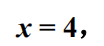 x = 4,